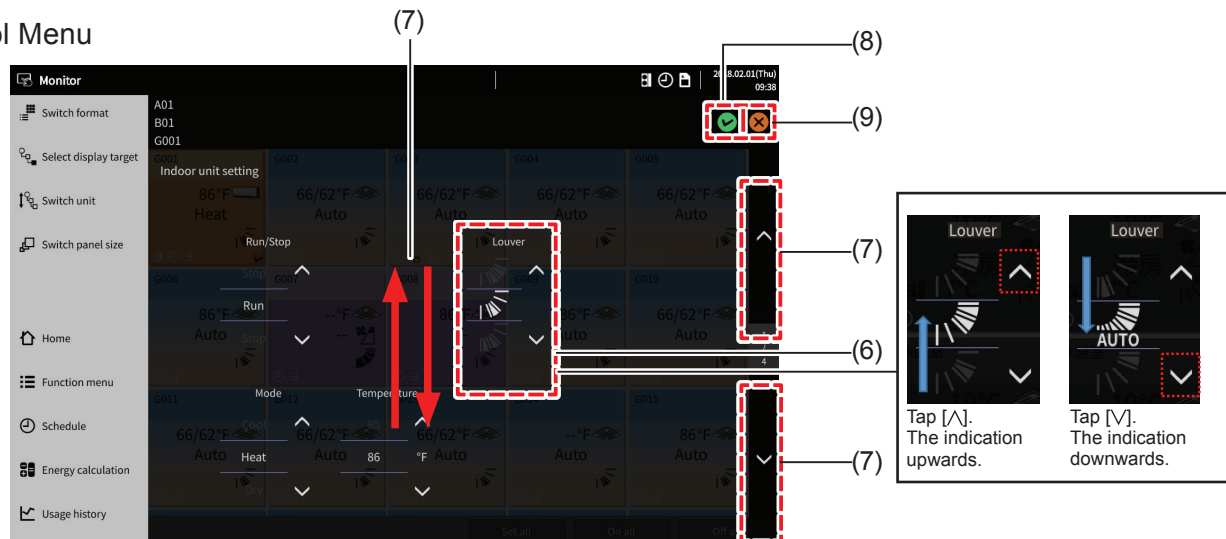 ol Menu
(7)
(8)
Monitor
2018.02.01(Thu)
09:38
(9)
Switch format
A01
B01
G001
Select display target
G001
G002
G004
G005
Indoor unit setting
86°F
66/62°F
66/62°F
66/62°F
66/62°F
Heat
Auto
Auto
Auto
Auto
Switch unit
Switch panel size
Run/Stop
Louver
(7)
Stop
G006
G007
G008
G009
G010
Run
86°F
--°F
86°F
66/62°F
Auto
--
Auto
Stop
Home
1
/
4
(6)
Function menu
Mode
Temperature
G011
G012
G015
Schedule
Cool
85
66/62°F
66/62°F
66/62°F
--°F
86°F
Auto
Heat
Auto
86
°F
Auto
Auto
(7)
Energy calculation
Dry
Usage history
Set all
On all
Off
Louver
Louver
AUTO
Tap [⋀].
The indication
upwards.
Tap [⋁].
The indication
downwards.